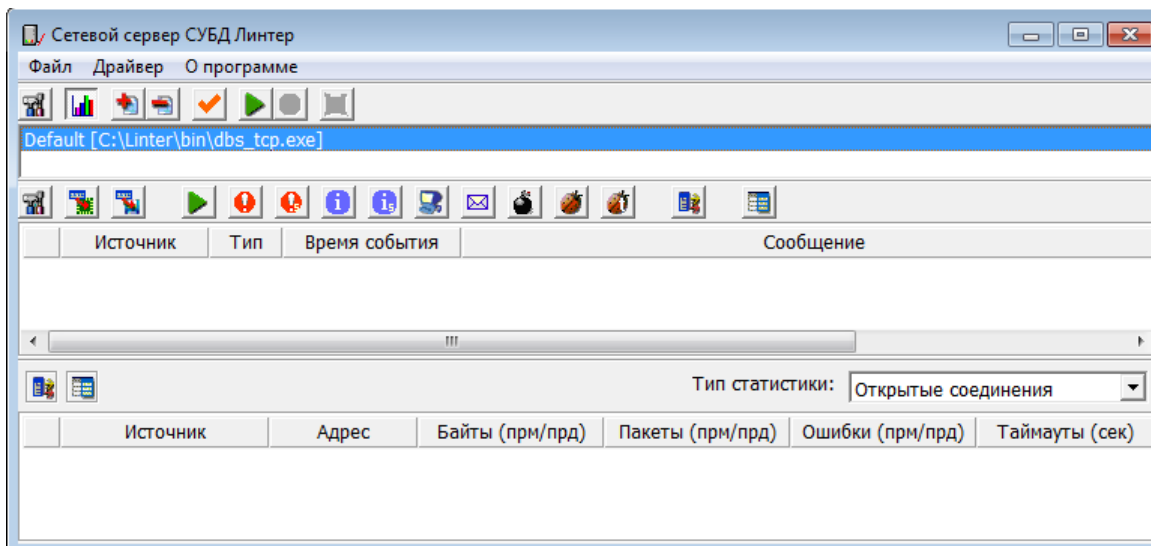 Сетевой сервер СУБД Линтер
Файл Драйвер О программе
Default [C:\Linter\bin\dbs_tcp.exe]
Источник Тип Время события Сообщение
Тип статистики: Открытые соединения
Источник Адрес Байты (прм/прд) Пакеты (прм/прд) Ошибки (прм/прд) Таймауты (сек)